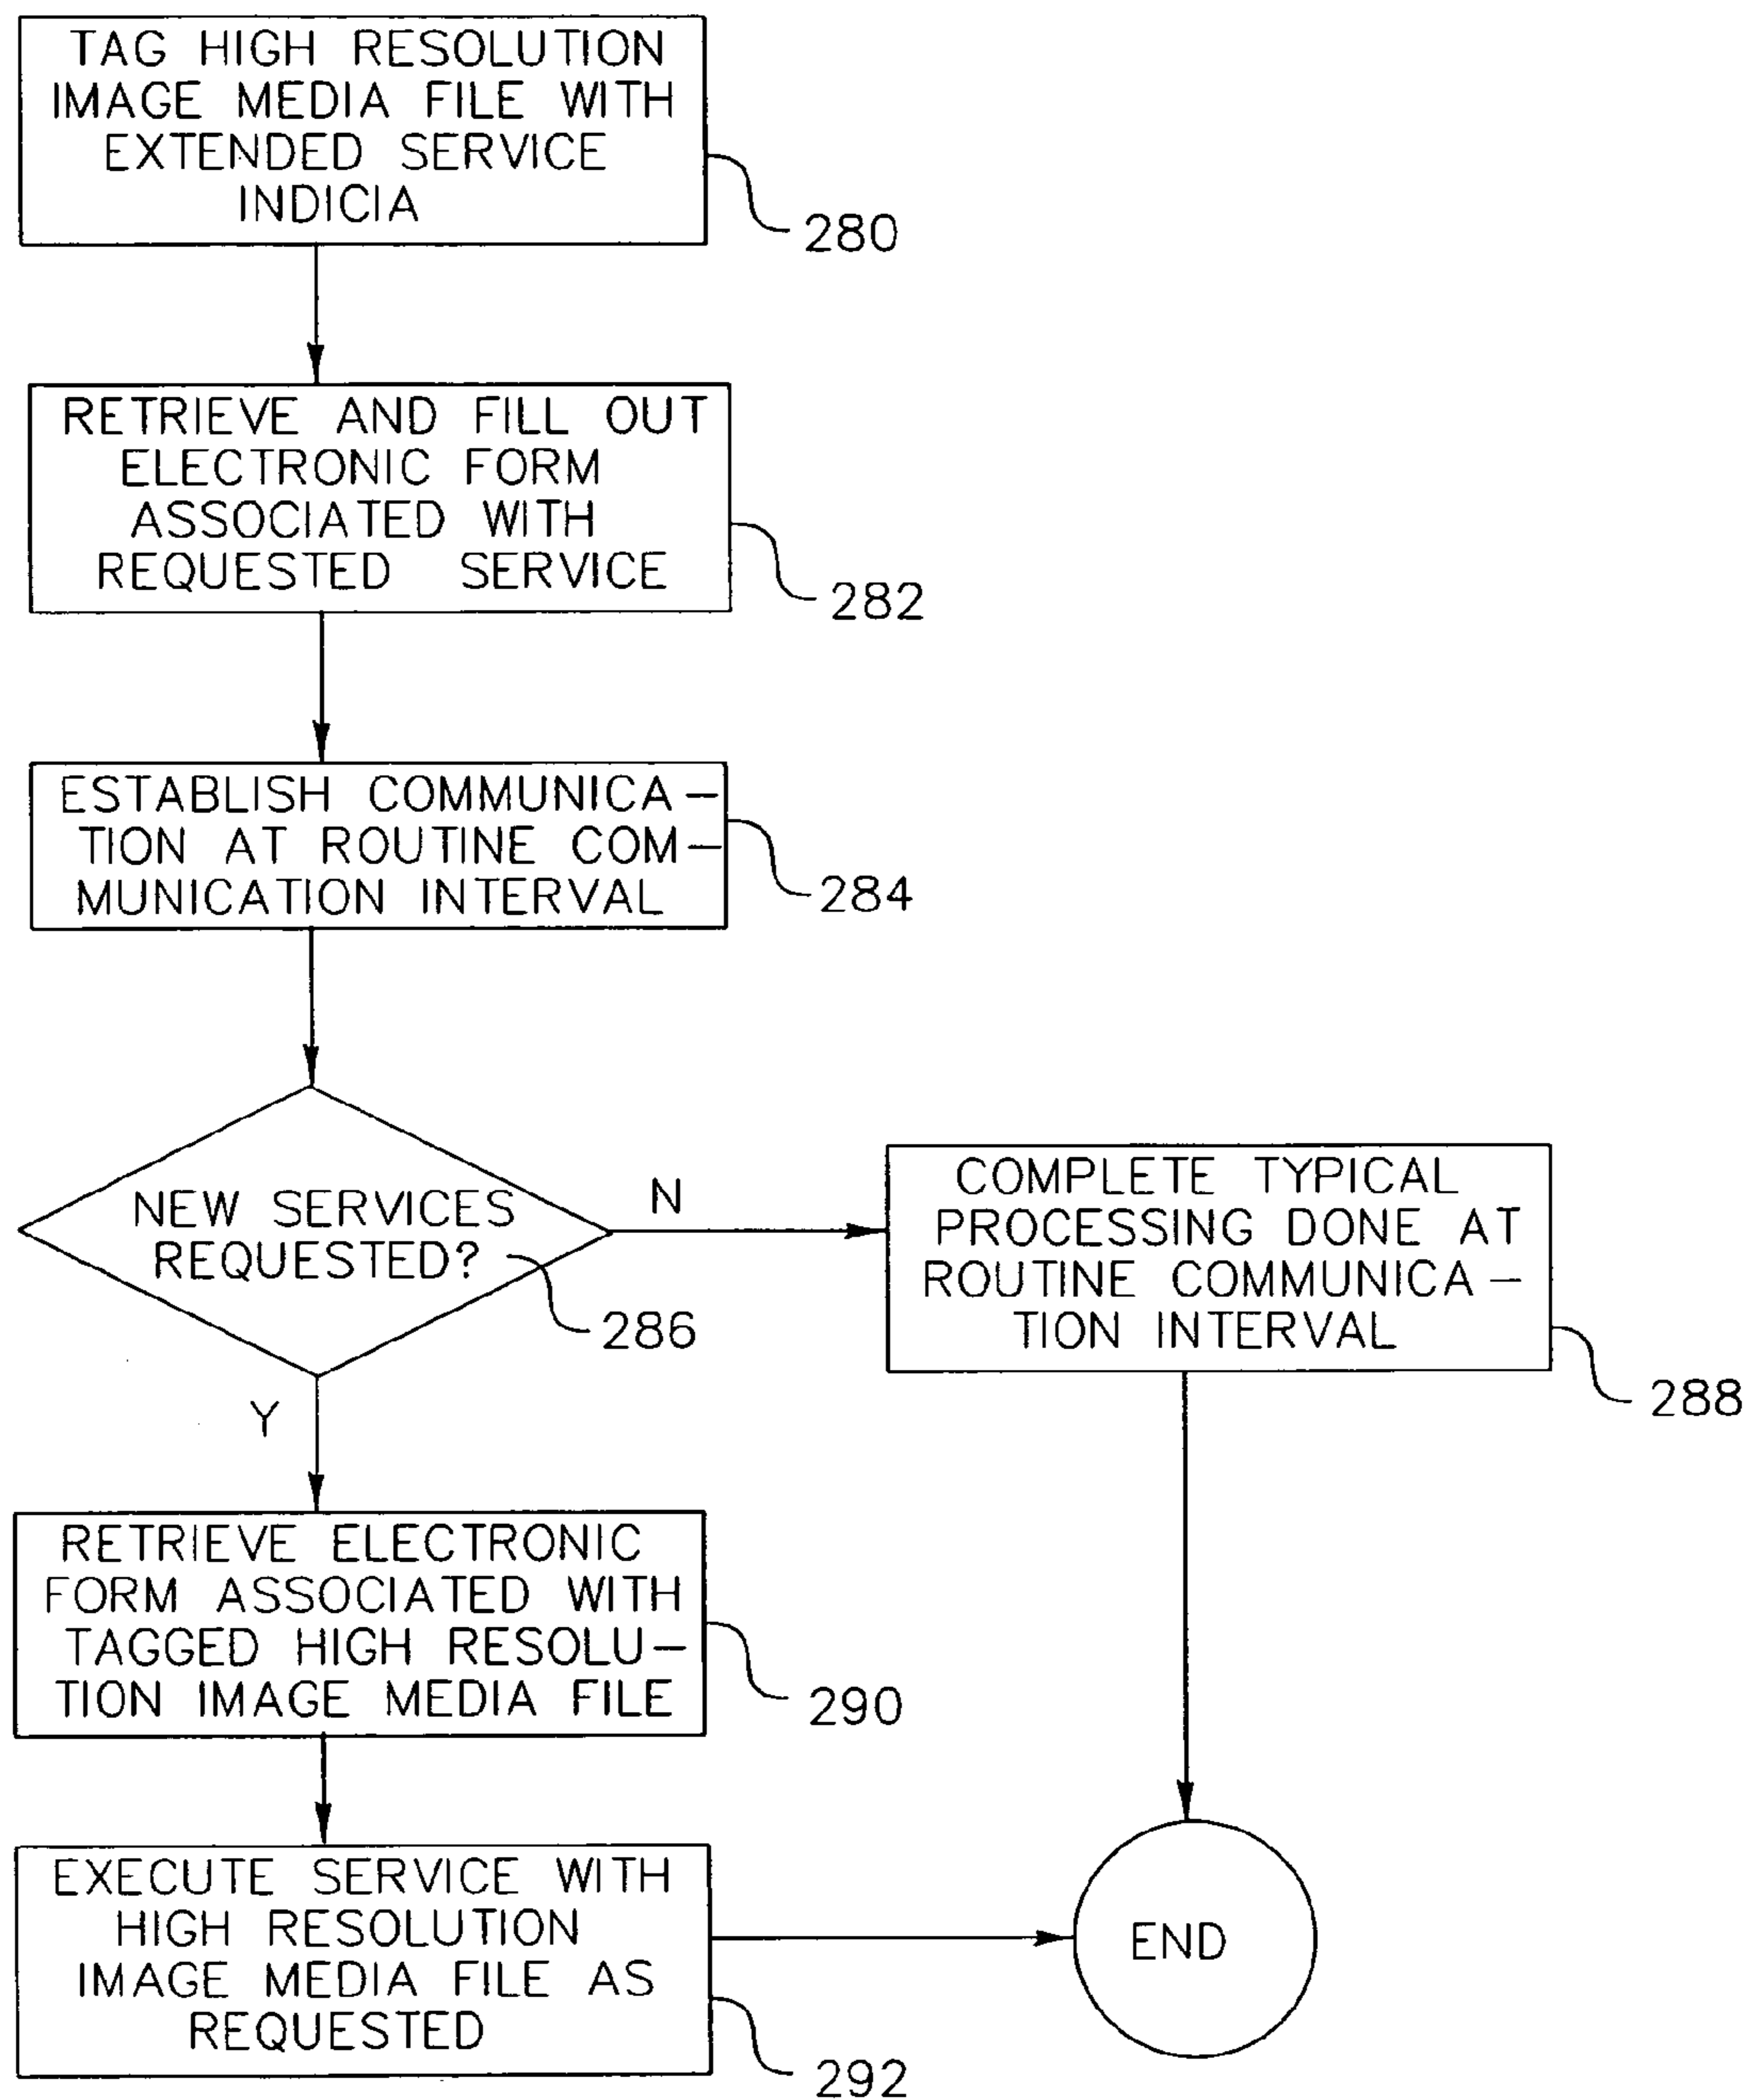 TAG HIGH RESOLUTION
IMAGE MEDIA FILE WITH
EXTENDED SERVICE
INDICIA
280
RETRIEVE AND FILL OUT
ELECTRONIC FORM
ASSOCIATED WITH
REQUESTED SERVICE
282
ESTABLISH COMMUNICA-
TION AT ROUTINE COM-
MUNICATION INTERVAL
284
NEW SERVICES
REQUESTED?
286
N
COMPLETE TYPICAL
PROCESSING DONE AT
ROUTINE COMMUNICA-
TION INTERVAL
288
Y
RETRIEVE ELECTRONIC
FORM ASSOCIATED WITH
TAGGED HIGH RESOLU-
TION IMAGE MEDIA FILE
290
EXECUTE SERVICE WITH
HIGH RESOLUTION
IMAGE MEDIA FILE AS
REQUESTED
292
END